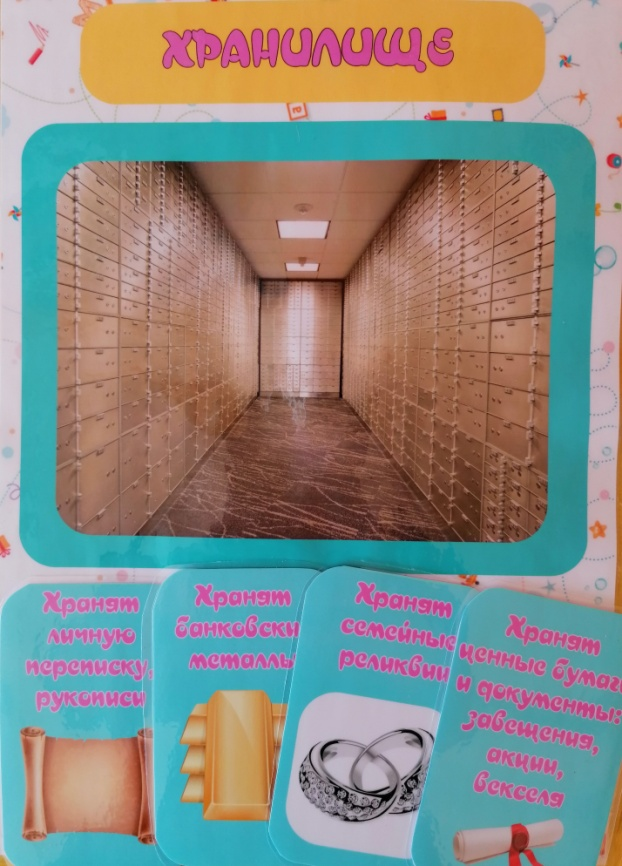 ХРАНИЛИЩЕ
Хранят
личную
переписку,
рукописи
Хранят
банковски
металлы
Хранят
семейные
реликвии
Хранят
ценные бумаг
и документы:
завещения,
акции,
векселя